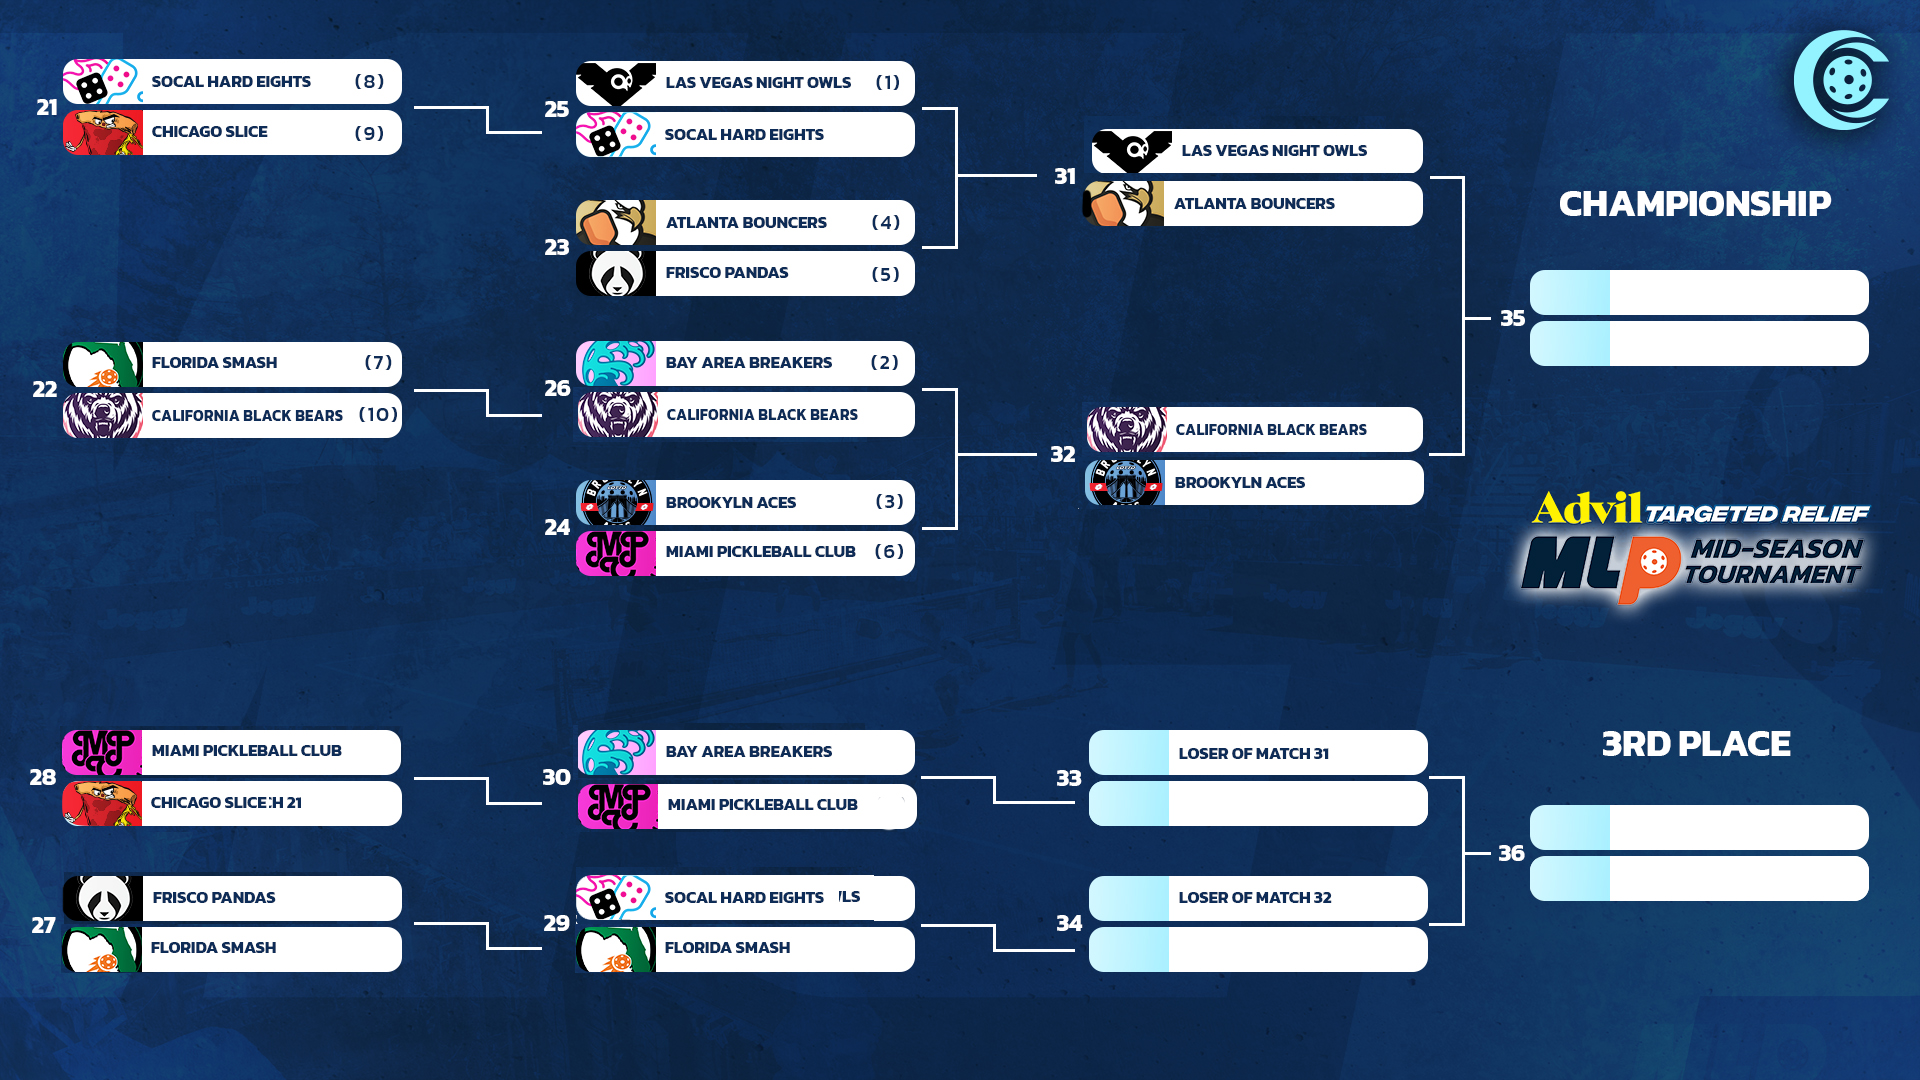 21
SOCAL HARD EIGHTS (8)
CHICAGO SLICE (9)
25
LAS VEGAS NIGHT OWLS (1)
SOCAL HARD EIGHTS
23
ATLANTA BOUNCERS (4)
FRISCO PANDAS (5)
22
FLORIDA SMASH (7)
CALIFORNIA BLACK BEARS (10)
26
BAY AREA BREAKERS (2)
CALIFORNIA BLACK BEARS
24
BROOKYLN ACES (3)
MIAMI PICKLEBALL CLUB (6)
31
LAS VEGAS NIGHT OWLS
ATLANTA BOUNCERS
32
CALIFORNIA BLACK BEARS
BROOKYLN ACES
CHAMPIONSHIP
35
Advil TARGETED RELIEF
MLP MID-SEASON
TOURNAMENT
28
MIAMI PICKLEBALL CLUB
CHICAGO SLICE:H 21
27
FRISCO PANDAS
FLORIDA SMASH
30
BAY AREA BREAKERS
MIAMI PICKLEBALL CLUB
29
SOCAL HARD EIGHTS LS
FLORIDA SMASH
33
LOSER OF MATCH 31
34
LOSER OF MATCH 32
3RD PLACE
36